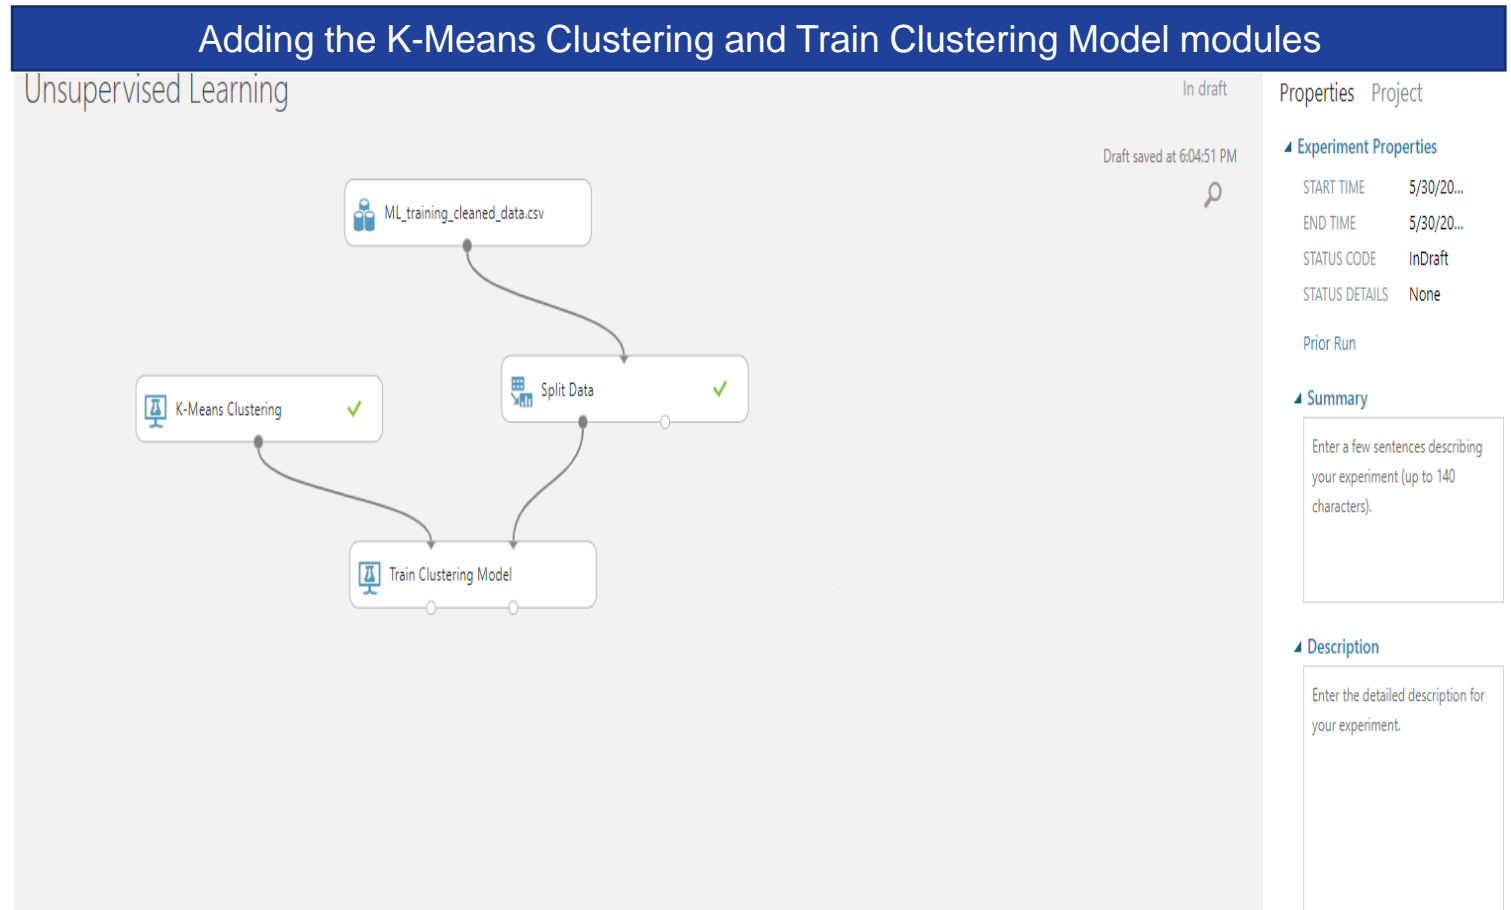 Adding the K-Means Clustering and Train Clustering Model modules
Unsupervised Learning
In draft
Draft saved at 6:04:51 PM
ML_training_cleaned_data.csv
Split Data
K-Means Clustering
Train Clustering Model
Properties Project
Experiment Properties
START TIME 5/30/20...
END TIME 5/30/20...
STATUS CODE InDraft
STATUS DETAILS None
Prior Run
Summary
Enter a few sentences describing
your experiment (up to 140
characters).
Description
Enter the detailed description for
your experiment.